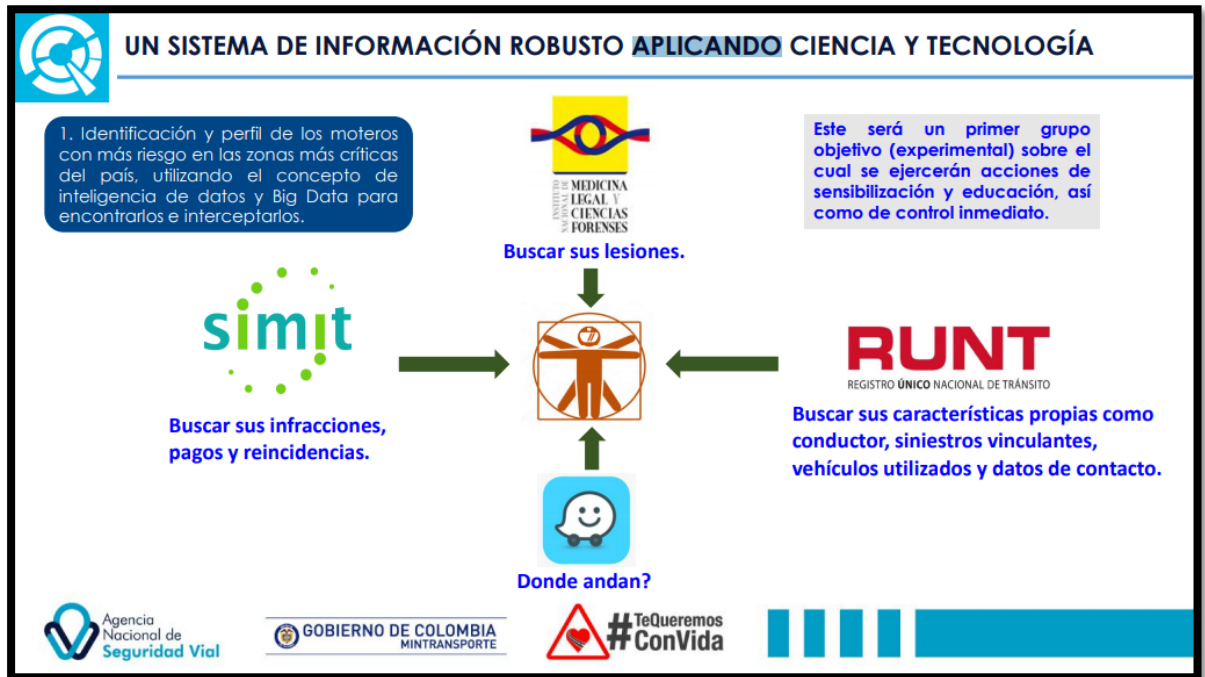 UN SISTEMA DE INFORMACIÓN ROBUSTO APLICANDO CIENCIA Y TECNOLOGÍA
1. Identificación y perfil de los moteros
con más riesgo en las zonas más críticas
del país, utilizando el concepto de
inteligencia de datos y Big Data para
encontrarlos e interceptarlos.
INSTITUTO NACIONAL DE
MEDICINA
LEGAL Y
CIENCIAS
FORENSES
Buscar sus lesiones.
Este será un primer grupo
objetivo (experimental) sobre el
cual se ejercerán acciones de
sensibilización y educación, así
como de control inmediato.
simit
Buscar sus infracciones,
pagos y reincidencias.
RUNT
REGISTRO ÚNICO NACIONAL DE TRÁNSITO
Buscar sus características propias como
conductor, siniestros vinculantes,
vehículos utilizados y datos de contacto.
Donde andan?
Agencia
Nacional de
Seguridad Vial
GOBIERNO DE COLOMBIA
MINTRANSPORTE
#TeQueremos
ConVida